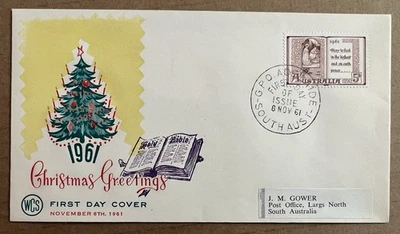 1961
Christmas Greetings
Holy Bible
WCS
FIRST DAY COVER
NOVEMBER 8TH. 1961
G.P.O. ADELAIDE
FIRST DAY
OF
ISSUE
8 NOV 61
SOUTH AUST.
1961
"Glory to God
in the highest
and on earth
peace......
AUSTRALIA
5D
J. M. GOWER
Post Office, Largs North
South Australia